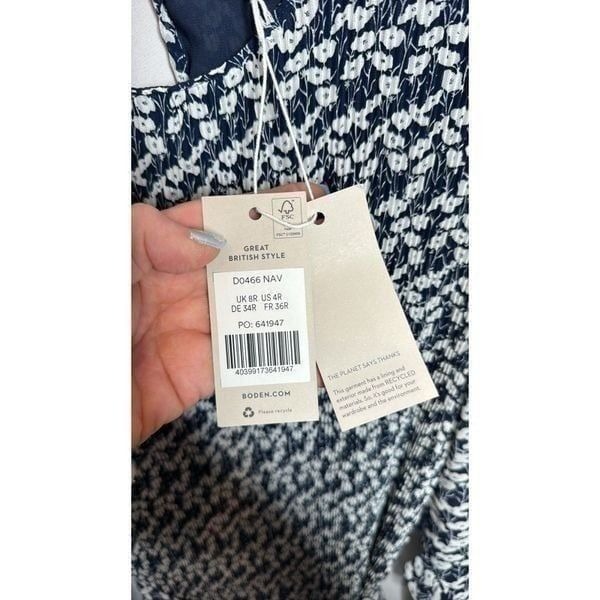 FSC
GREAT
BRITISH STYLE
D0466 NAV
UK 8R US 4R
DE 34R FR 36R
PO: 641947
40399173641947
BODEN.COM
Please recycle
THE PLANET SAYS THANKS
This garment has a lining and
exterior made from RECYCLED
materials. So, it's good for your
wardrobe and the environment.